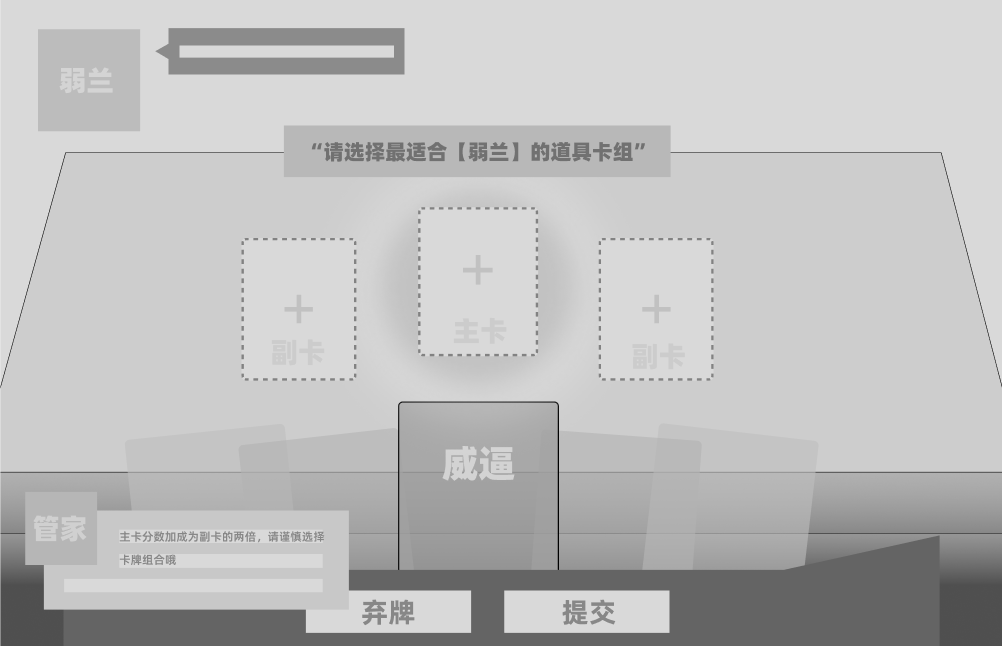 弱兰
“请选择最适合【弱兰】的道具卡组”
主卡
副卡
副卡
威逼
管家
主卡分数加成为副卡的两倍，请谨慎选择
卡牌组合哦
弃牌
提交